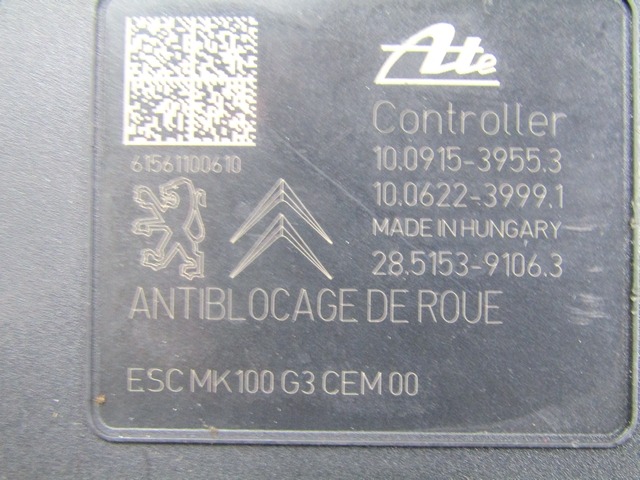 Ate
Controller
61561100610
10.0915-3955.3
10.0622-3999.1
MADE IN HUNGARY
28.5153-9106.3
ANTIBLOCAGE DE ROUE
ESC MK100 G3 CEM 00